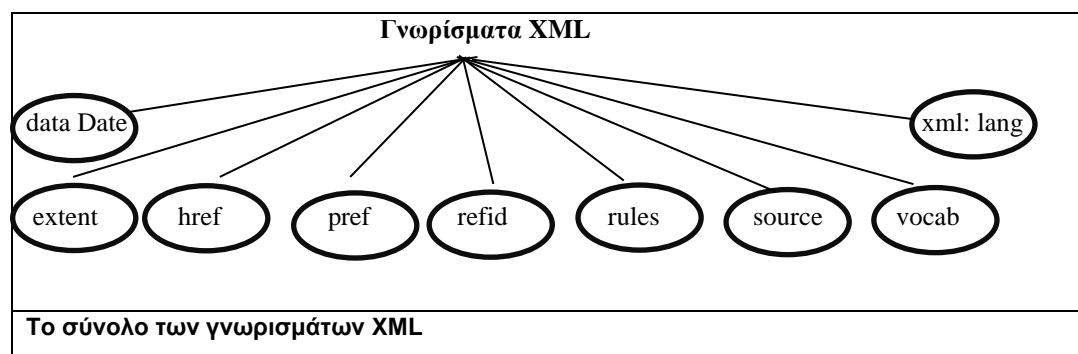 Γνωρίσματα XML
data Date
xml: lang
extent
href
pref
refid
rules
source
vocab
Το σύνολο των γνωρισμάτων XML